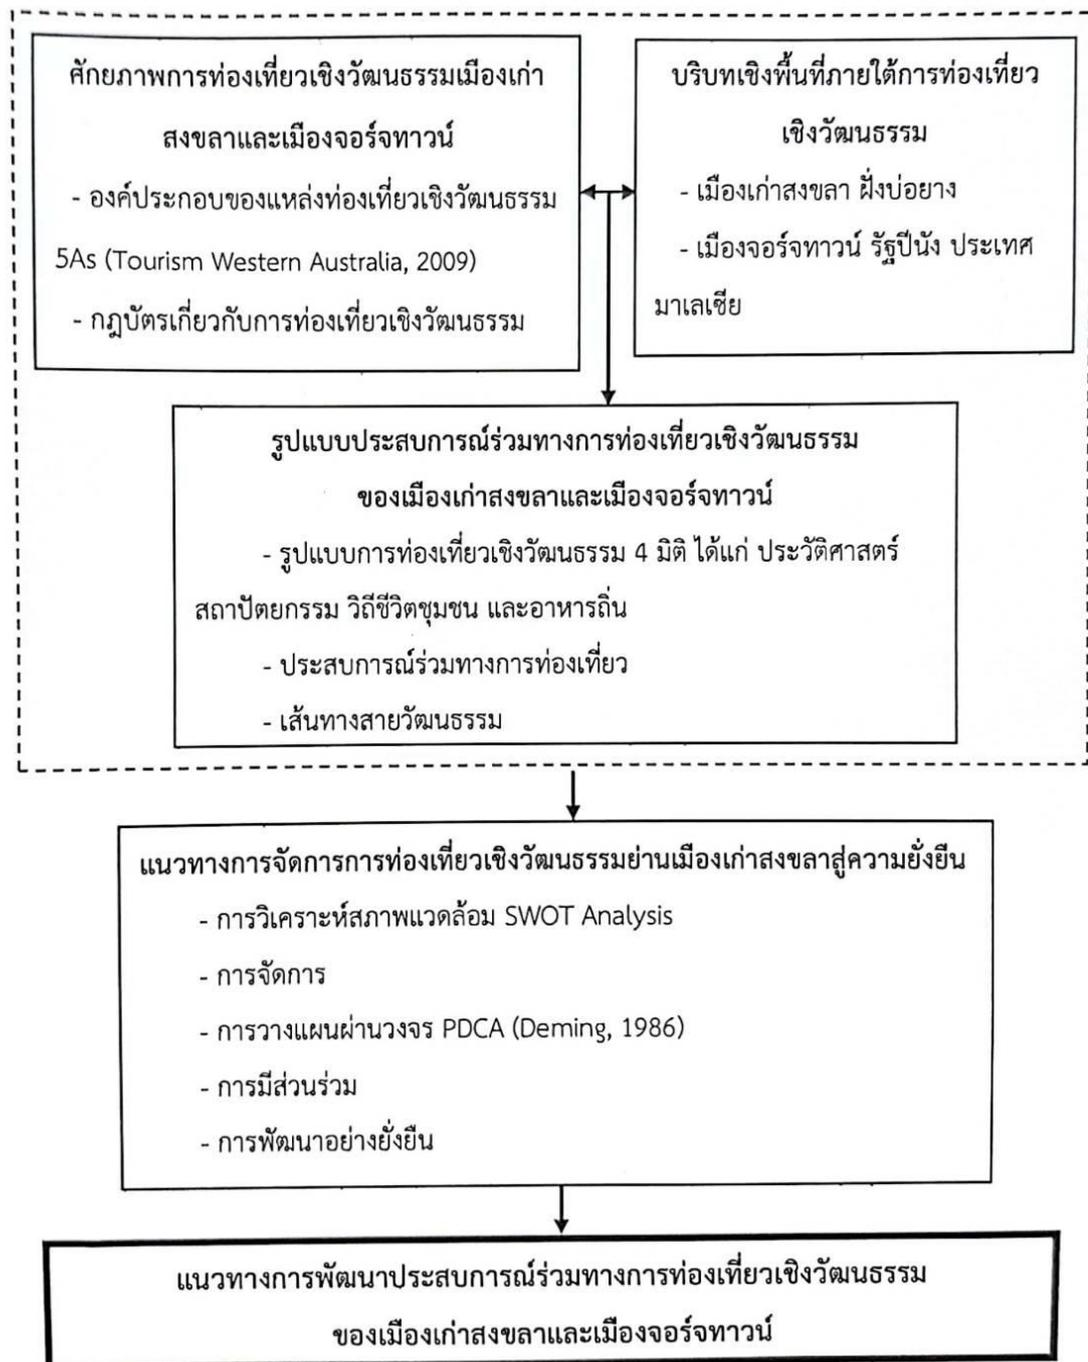 ศักยภาพการท่องเที่ยวเชิงวัฒนธรรมเมืองเก่า
สงขลาและเมืองจอร์จทาวน์
- องค์ประกอบของแหล่งท่องเที่ยวเชิงวัฒนธรรม
5As (Tourism Western Australia, 2009)
- กฎบัตรเกี่ยวกับการท่องเที่ยวเชิงวัฒนธรรม
บริบทเชิงพื้นที่ภายใต้การท่องเที่ยว
เชิงวัฒนธรรม
- เมืองเก่าสงขลา ฝั่งบ่อยาง
- เมืองจอร์จทาวน์ รัฐปีนัง ประเทศ
มาเลเซีย
รูปแบบประสบการณ์ร่วมทางการท่องเที่ยวเชิงวัฒนธรรม
ของเมืองเก่าสงขลาและเมืองจอร์จทาวน์
- รูปแบบการท่องเที่ยวเชิงวัฒนธรรม 4 มิติ ได้แก่ ประวัติศาสตร์
สถาปัตยกรรม วิถีชีวิตชุมชน และอาหารถิ่น
- ประสบการณ์ร่วมทางการท่องเที่ยว
- เส้นทางสายวัฒนธรรม
แนวทางการจัดการการท่องเที่ยวเชิงวัฒนธรรมย่านเมืองเก่าสงขลาสู่ความยั่งยืน
- การวิเคราะห์สภาพแวดล้อม SWOT Analysis
- การจัดการ
- การวางแผนผ่านวงจร PDCA (Deming, 1986)
- การมีส่วนร่วม
- การพัฒนาอย่างยั่งยืน
แนวทางการพัฒนาประสบการณ์ร่วมทางการท่องเที่ยวเชิงวัฒนธรรม
ของเมืองเก่าสงขลาและเมืองจอร์จทาวน์